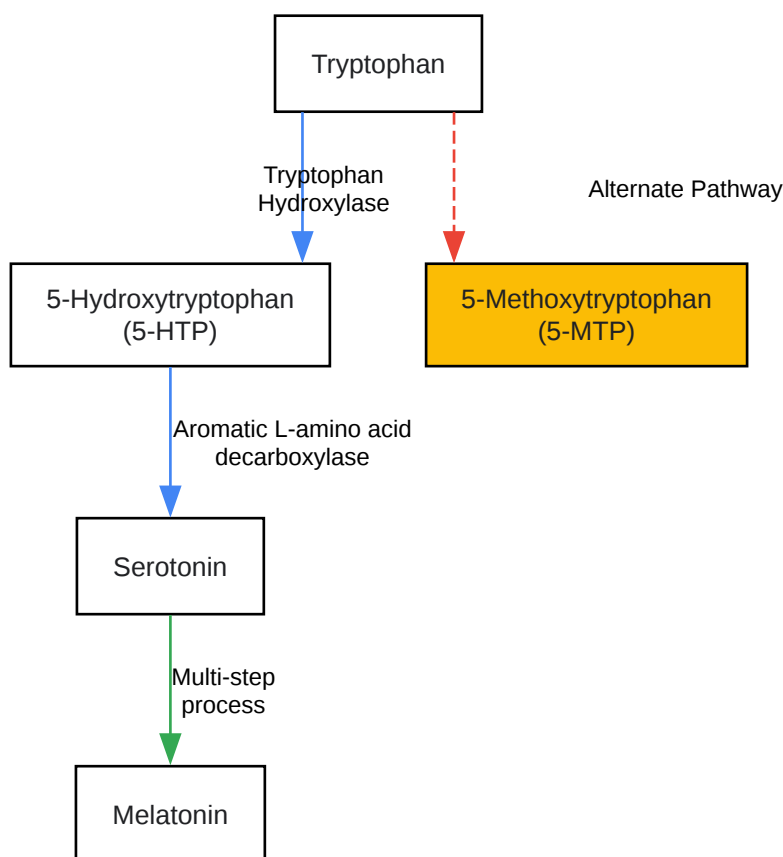 Tryptophan
Tryptophan
Hydroxylase
Alternate Pathway
5-Hydroxytryptophan
(5-HTP)
5-Methoxytryptophan
(5-MTP)
Aromatic L-amino acid
decarboxylase
Serotonin
Multi-step
process
Melatonin